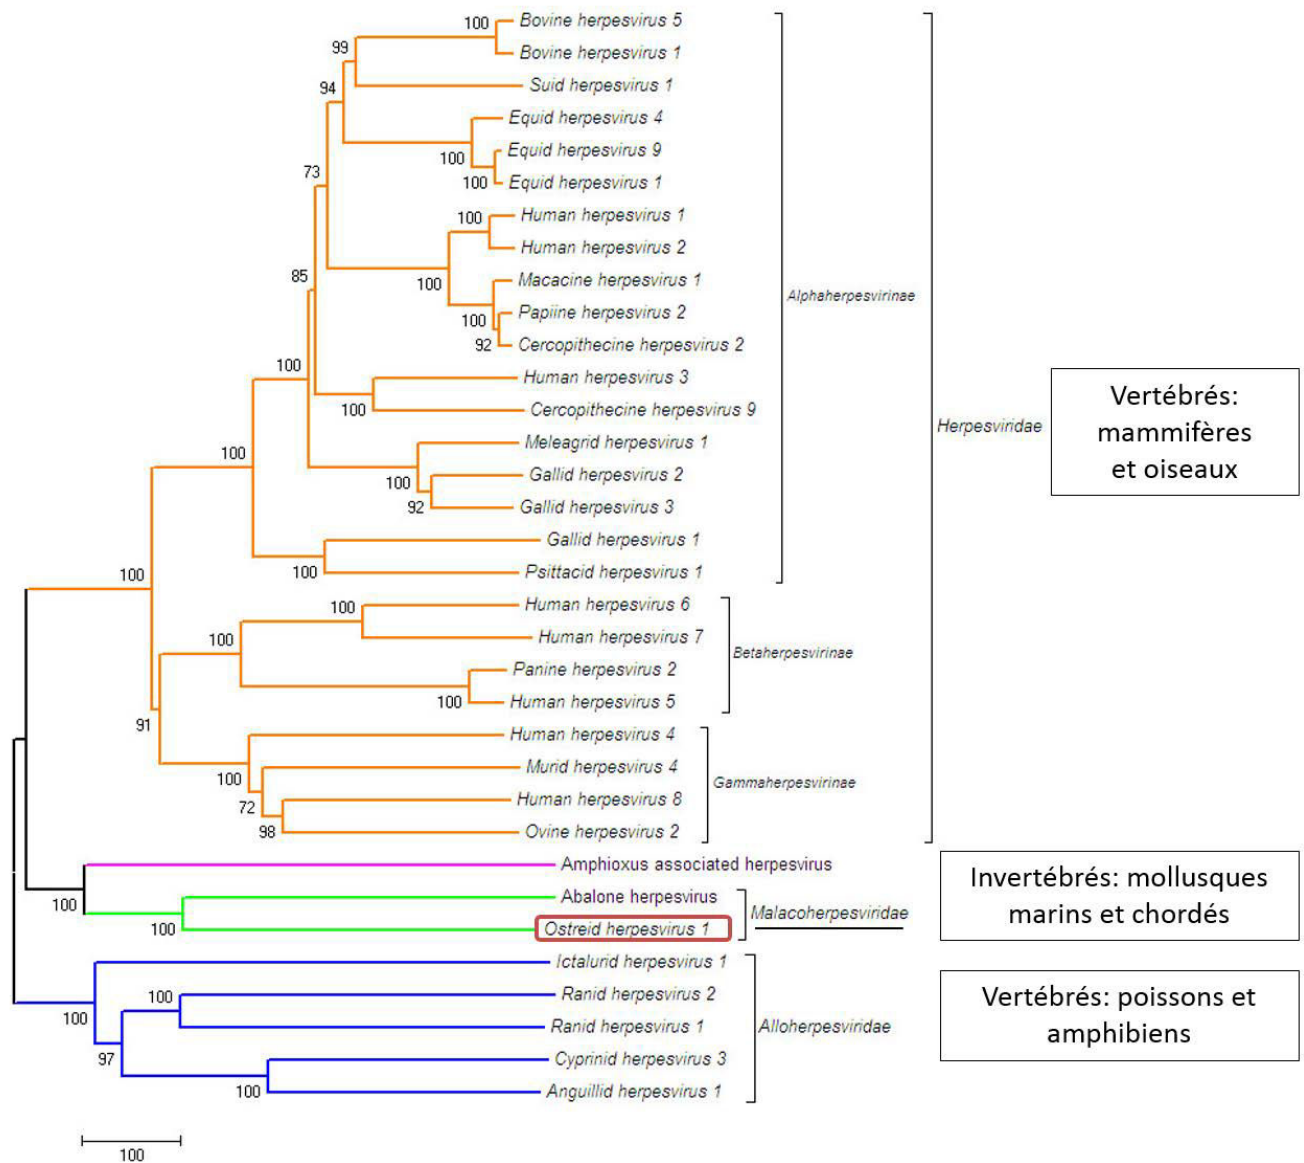 100
Bovine herpesvirus 5
99
Bovine herpesvirus 1
94
Suid herpesvirus 1
Equid herpesvirus 4
100
Equid herpesvirus 9
73
100
Equid herpesvirus 1
100
Human herpesvirus 1
Human herpesvirus 2
85
100
Macacine herpesvirus 1
Alphaherpesvirinae
100
Papiine herpesvirus 2
92
Cercopithecine herpesvirus 2
100
Human herpesvirus 3
100
Cercopithecine herpesvirus 9
Herpesviridae
Vertébrés:
mammifères
et oiseaux
100
Meleagrid herpesvirus 1
100
Gallid herpesvirus 2
92
Gallid herpesvirus 3
Gallid herpesvirus 1
100
100
Psittacid herpesvirus 1
100
Human herpesvirus 6
100
Human herpesvirus 7
Betaherpesvirinae
Panine herpesvirus 2
100
Human herpesvirus 5
91
Human herpesvirus 4
100
Murid herpesvirus 4
Gammaherpesvirinae
72
Human herpesvirus 8
98
Ovine herpesvirus 2
Amphioxus associated herpesvirus
100
Abalone herpesvirus
Malacoherpesviridae
100
Ostreid herpesvirus 1
Invertébrés: mollusques
marins et chordés
Ictalurid herpesvirus 1
100
100
Ranid herpesvirus 2
Ranid herpesvirus 1
Alloherpesviridae
Vertébrés: poissons et
amphibiens
97
Cyprinid herpesvirus 3
100
Anguillid herpesvirus 1
100